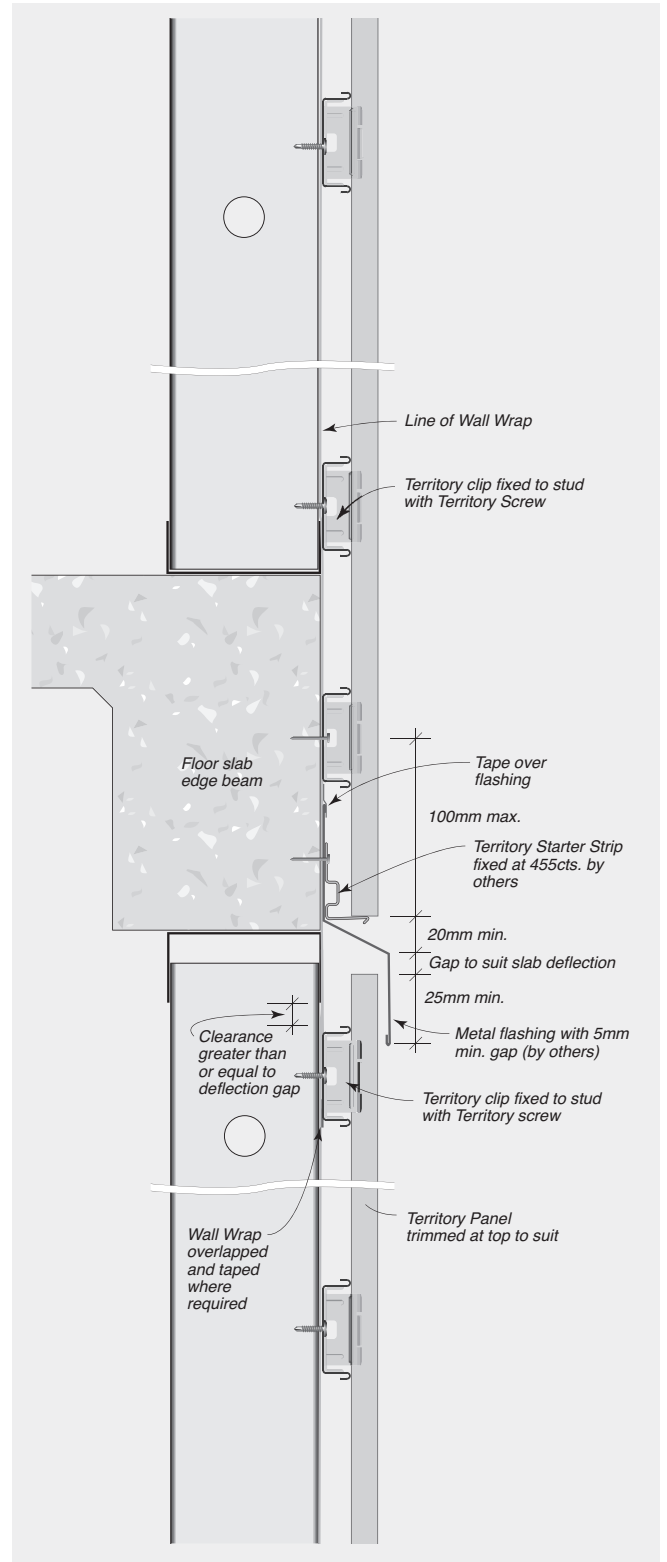 Line of Wall Wrap
Territory clip fixed to stud
with Territory Screw
Floor slab
edge beam
Tape over
flashing
100mm max.
Territory Starter Strip
fixed at 455cts. by
others
20mm min.
Gap to suit slab deflection
25mm min.
Clearance
greater than
or equal to
deflection gap
Metal flashing with 5mm
min. gap (by others)
Territory clip fixed to stud
with Territory screw
Territory Panel
trimmed at top to suit
Wall Wrap
overlapped
and taped
where
required